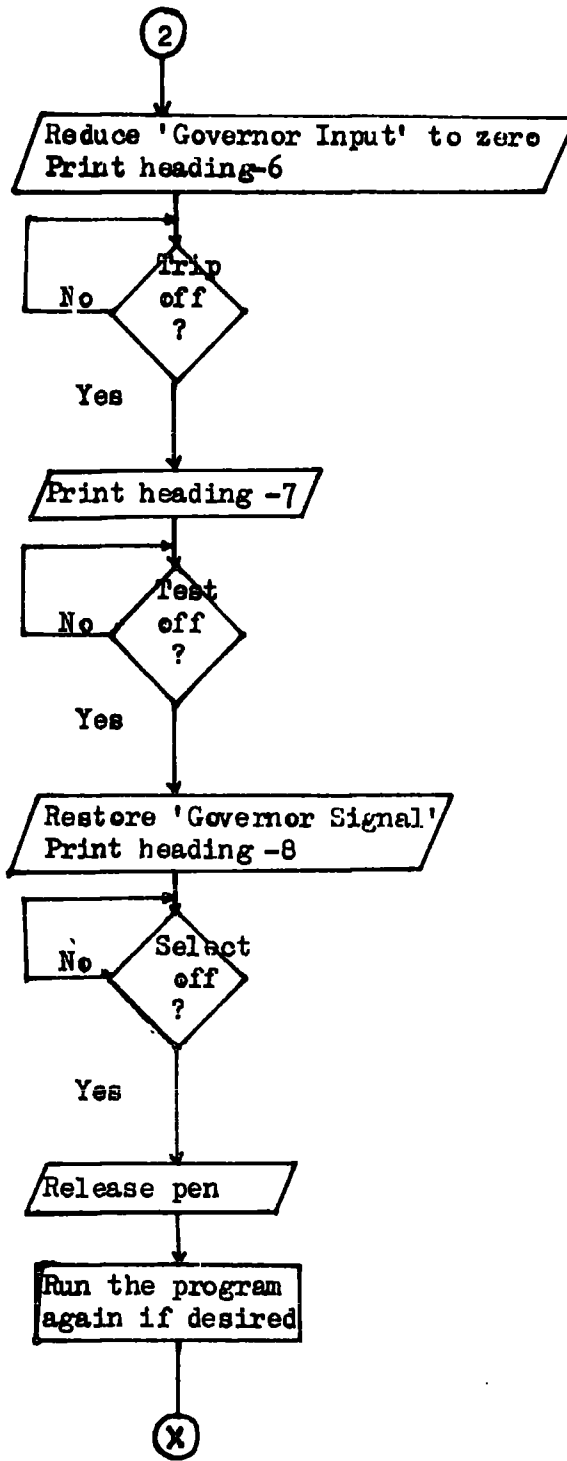 2
Reduce 'Governor Input' to zero
Print heading-6
Trip
No off
?
Yes
Print heading -7
Test
No off
?
Yes
Restore 'Governor Signal'
Print heading -8
Select
No off
?
Yes
Release pen
Run the program
again if desired
X